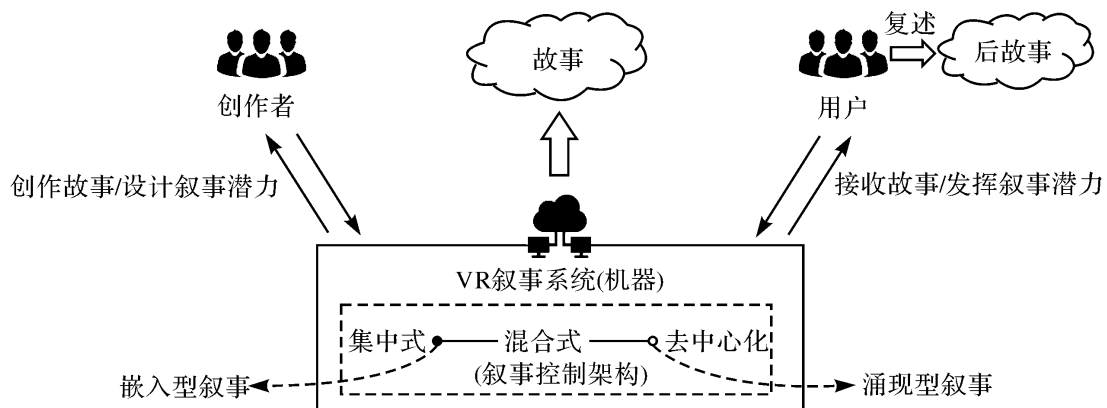 复述
故事
后故事
创作者
用户
创作故事/设计叙事潜力
接收故事/发挥叙事潜力
VR叙事系统(机器)
集中式
混合式
去中心化
(叙事控制架构)
嵌入型叙事
涌现型叙事